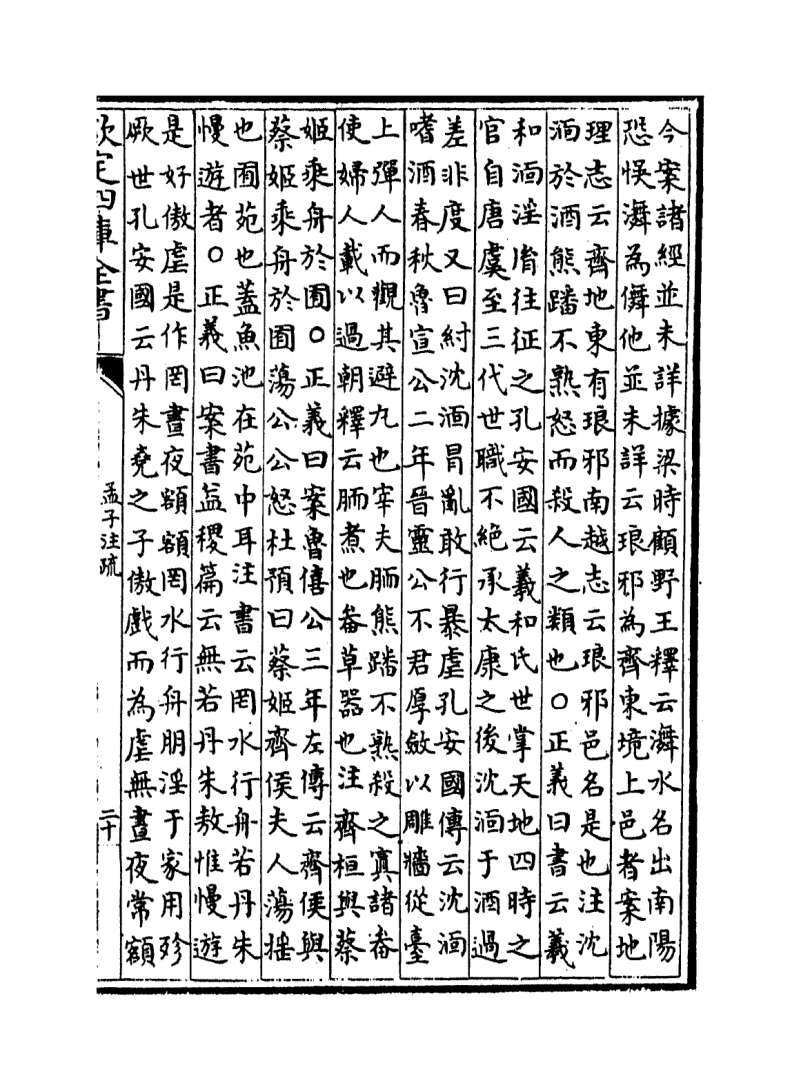 今案諸經並未詳據梁時顧野王釋云濰水名出南陽
恐悞濰為儛他並未詳云琅邪為齊東境上邑者案地
理志云齊地東有琅邪南越志云琅邪邑名是也注沈
湎於酒熊蹯不熟怒而殺人之類也○正義曰書云羲
和湎淫胤往征之孔安國云羲和氏世掌天地四時之
官自唐虞至三代世職不絶承太康之後沈湎于酒過
差非度又曰紂沈湎冒亂敢行暴虐孔安國傳云沈湎
嗜酒春秋魯宣公二年晉靈公不君厚斂以雕牆從臺
上彈人而觀其避丸也宰夫胹熊蹯不熟殺之寘諸畚
使婦人載以過朝釋云胹煮也畚草器也注齊桓與蔡
姬乘舟於囿○正義曰案魯僖公三年左傳云齊侯與
蔡姬乘舟於囿蕩公公怒杜預曰蔡姬齊侯夫人蕩揺
也囿苑也蓋魚池在苑中耳注書云罔水行舟若丹朱
慢遊者○正義曰案書益稷篇云無若丹朱敖惟慢遊
是好傲虐是作罔晝夜額額罔水行舟朋淫于家用殄
厥世孔安國云丹朱堯之子傲戲而為虐無晝夜常額
欽定四庫全書
孟子注疏
二十